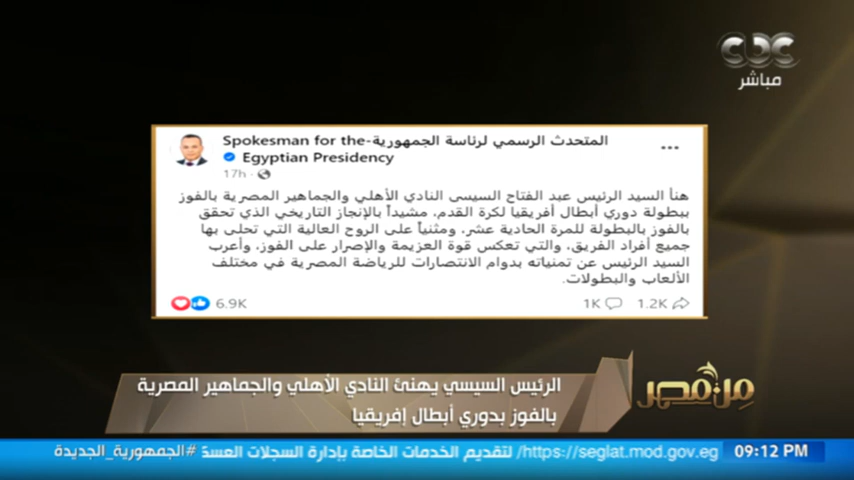 CBC
مباشر
المتحدث الرسمي لرئاسة الجمهورية-Spokesman for the
Egyptian Presidency
17h
هنأ السيد الرئيس عبد الفتاح السيسى النادي الأهلي والجماهير المصرية بالفوز
ببطولة دوري أبطال أفريقيا لكرة القدم، مشيداً بالإنجاز التاريخي الذي تحقق
بالفوز بالبطولة للمرة الحادية عشر، ومثنياً على الروح العالية التي تحلى بها
جميع أفراد الفريق، والتي تعكس قوة العزيمة والإصرار على الفوز، وأعرب
السيد الرئيس عن تمنياته بدوام الانتصارات للرياضة المصرية في مختلف
الألعاب والبطولات.
6.9K 1K 1.2K
الرئيس السيسي يهنئ النادي الأهلي والجماهير المصرية
بالفوز بدوري أبطال إفريقيا
من مصر
09:12 PM
https://seglat.mod.gov.eg/ لتقديم الخدمات الخاصة بإدارة السجلات العسك
#الجمهورية_الجديدة